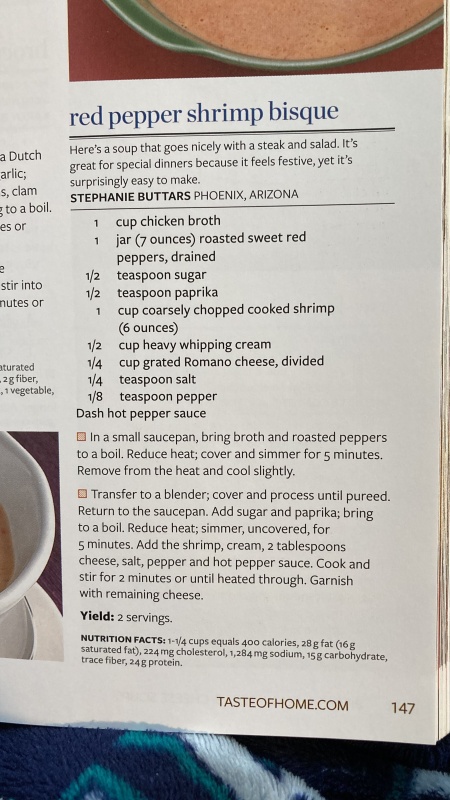 a Dutch
arlic;
s, clam
g to a boil.
es or
e
stir into
nutes or
aturated
, 2 g fiber,
, 1 vegetable,
red pepper shrimp bisque
Here's a soup that goes nicely with a steak and salad. It's
great for special dinners because it feels festive, yet it's
surprisingly easy to make.
STEPHANIE BUTTARS PHOENIX, ARIZONA
1 cup chicken broth
1 jar (7 ounces) roasted sweet red
peppers, drained
1/2 teaspoon sugar
1/2 teaspoon paprika
1 cup coarsely chopped cooked shrimp
(6 ounces)
1/2 cup heavy whipping cream
1/4 cup grated Romano cheese, divided
1/4 teaspoon salt
1/8 teaspoon pepper
Dash hot pepper sauce
In a small saucepan, bring broth and roasted peppers
to a boil. Reduce heat; cover and simmer for 5 minutes.
Remove from the heat and cool slightly.
Transfer to a blender; cover and process until pureed.
Return to the saucepan. Add sugar and paprika; bring
to a boil. Reduce heat; simmer, uncovered, for
5 minutes. Add the shrimp, cream, 2 tablespoons
cheese, salt, pepper and hot pepper sauce. Cook and
stir for 2 minutes or until heated through. Garnish
with remaining cheese.
Yield: 2 servings.
NUTRITION FACTS: 1-1/4 cups equals 400 calories, 28 g fat (16 g
saturated fat), 224 mg cholesterol, 1,284 mg sodium, 15 g carbohydrate,
trace fiber, 24 g protein.
TASTEOFHOME.COM 147